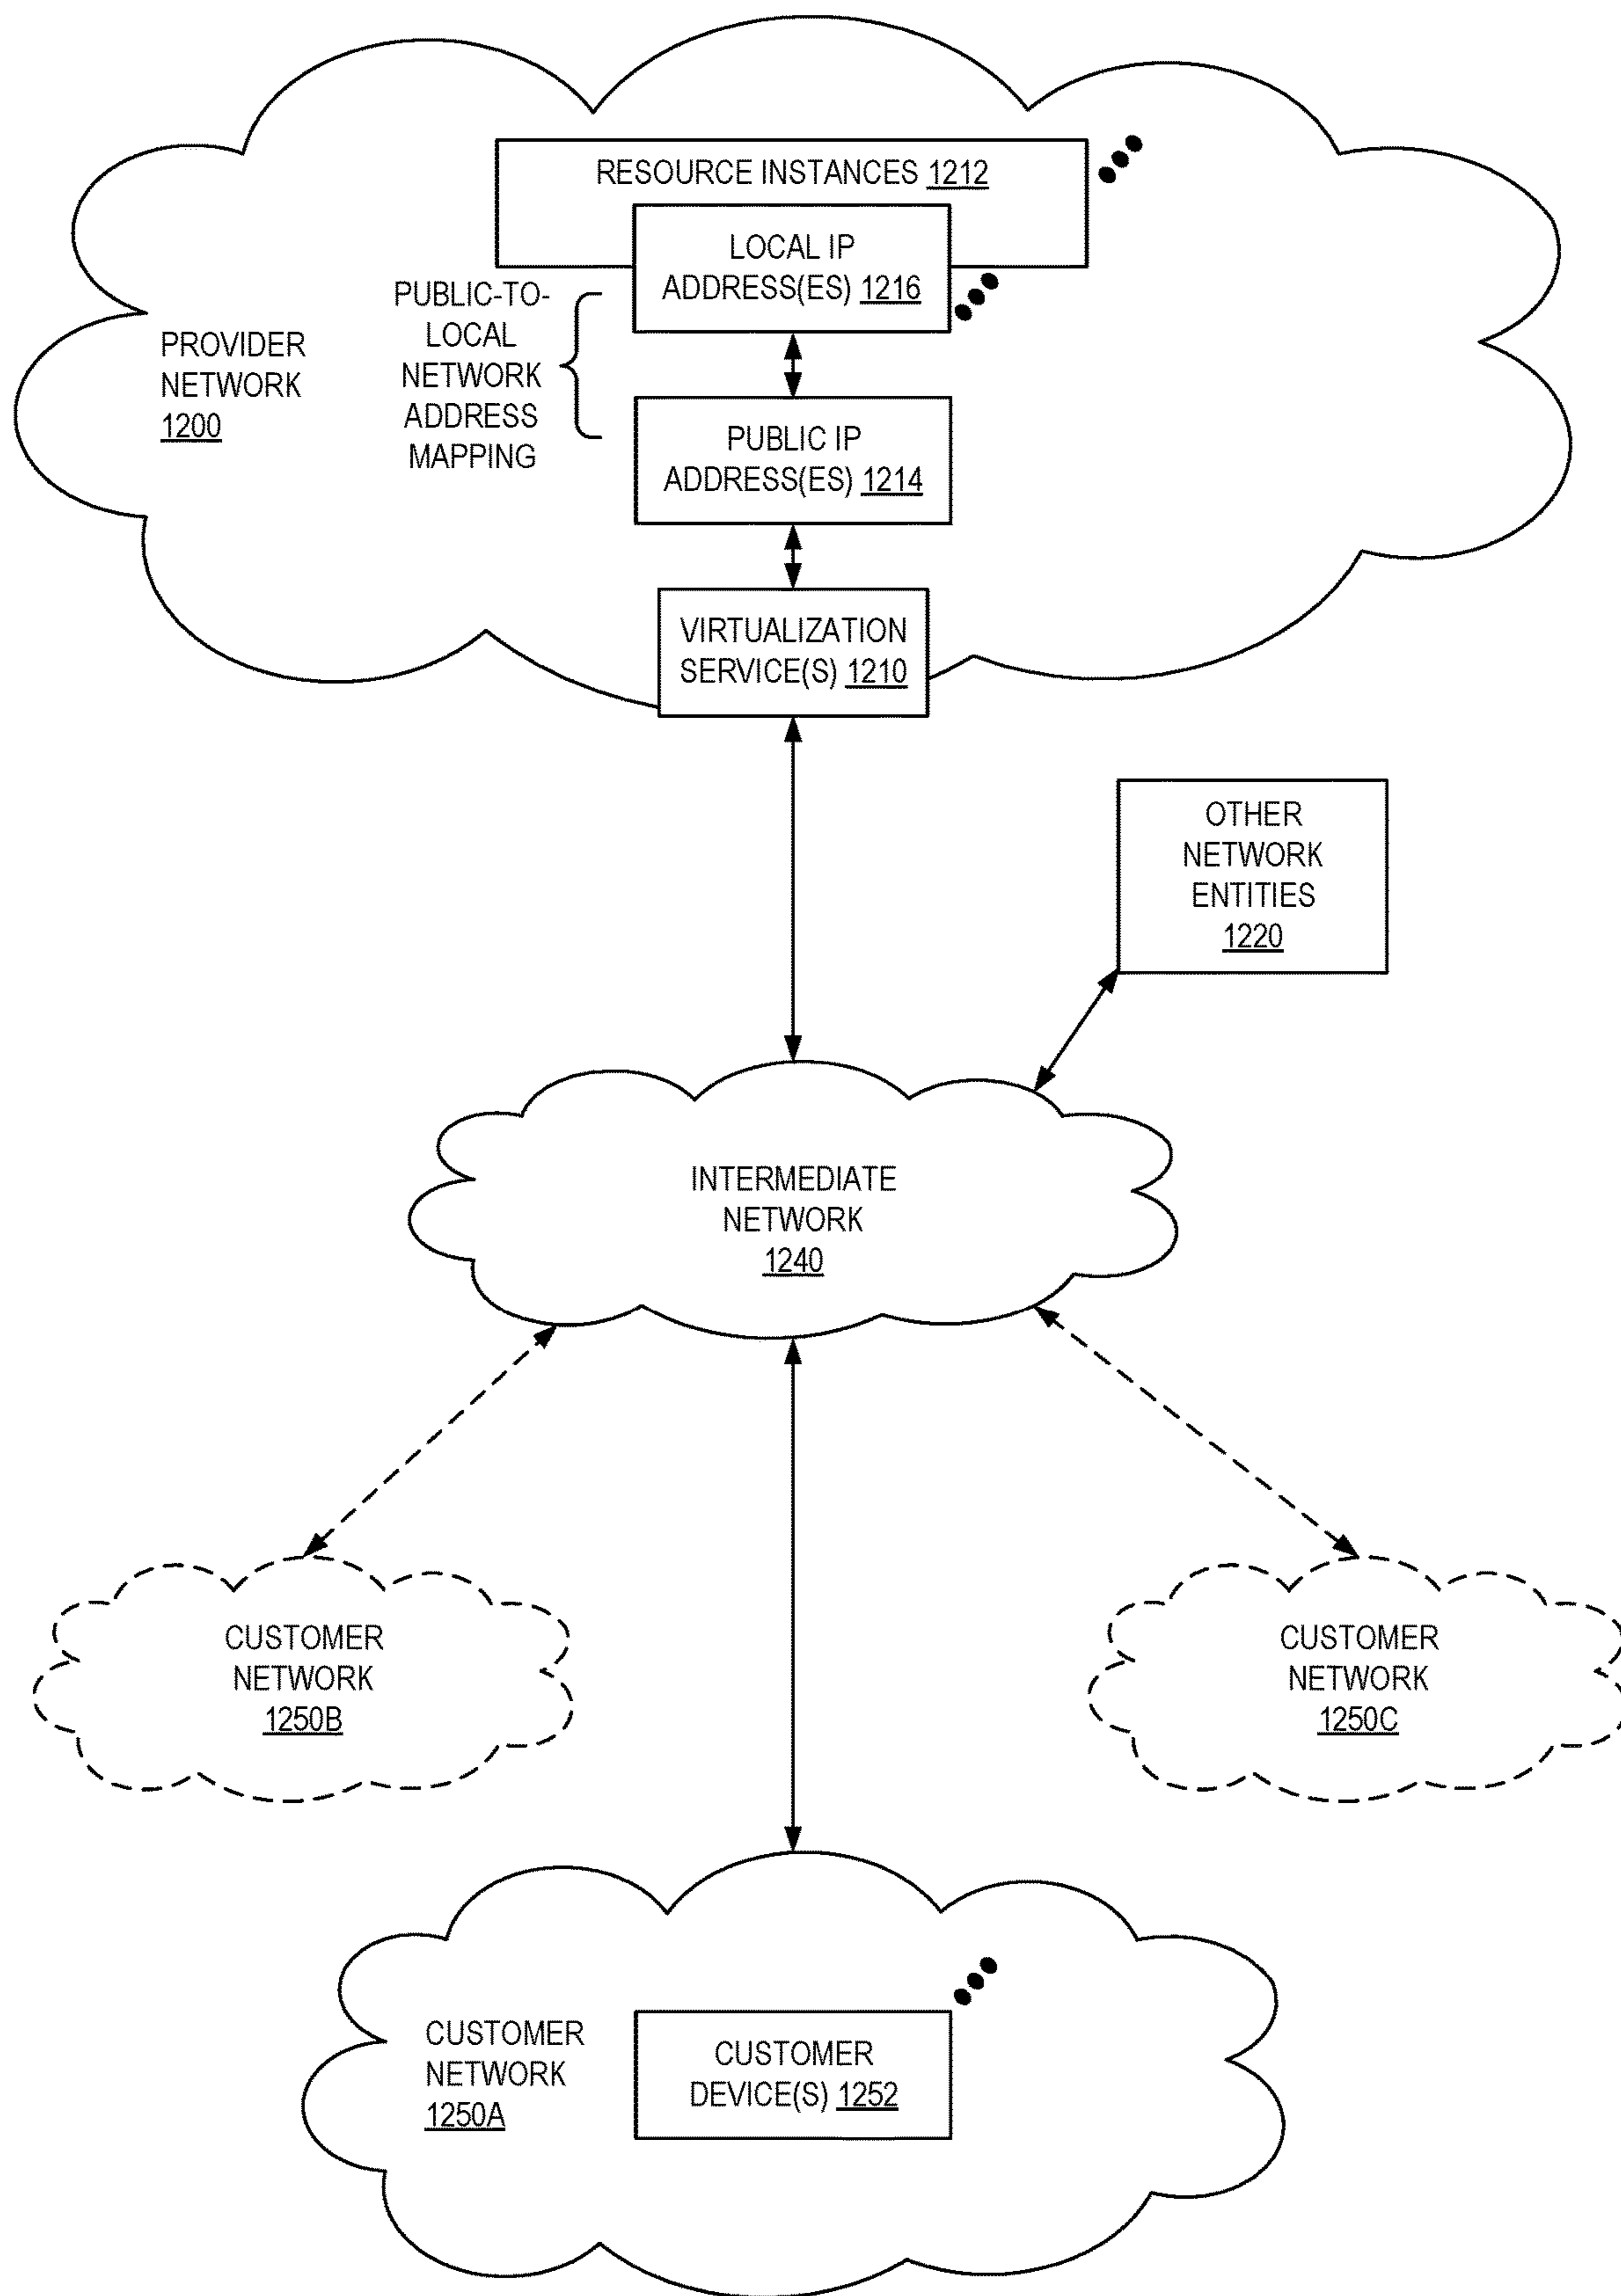 RESOURCE INSTANCES 1212
LOCAL IP
ADDRESS(ES) 1216
PUBLIC-TO-
LOCAL
NETWORK
ADDRESS
MAPPING
PROVIDER
NETWORK
1200
PUBLIC IP
ADDRESS(ES) 1214
VIRTUALIZATION
SERVICE(S) 1210
OTHER
NETWORK
ENTITIES
1220
INTERMEDIATE
NETWORK
1240
CUSTOMER
NETWORK
1250B
CUSTOMER
NETWORK
1250C
CUSTOMER
NETWORK
1250A
CUSTOMER
DEVICE(S) 1252